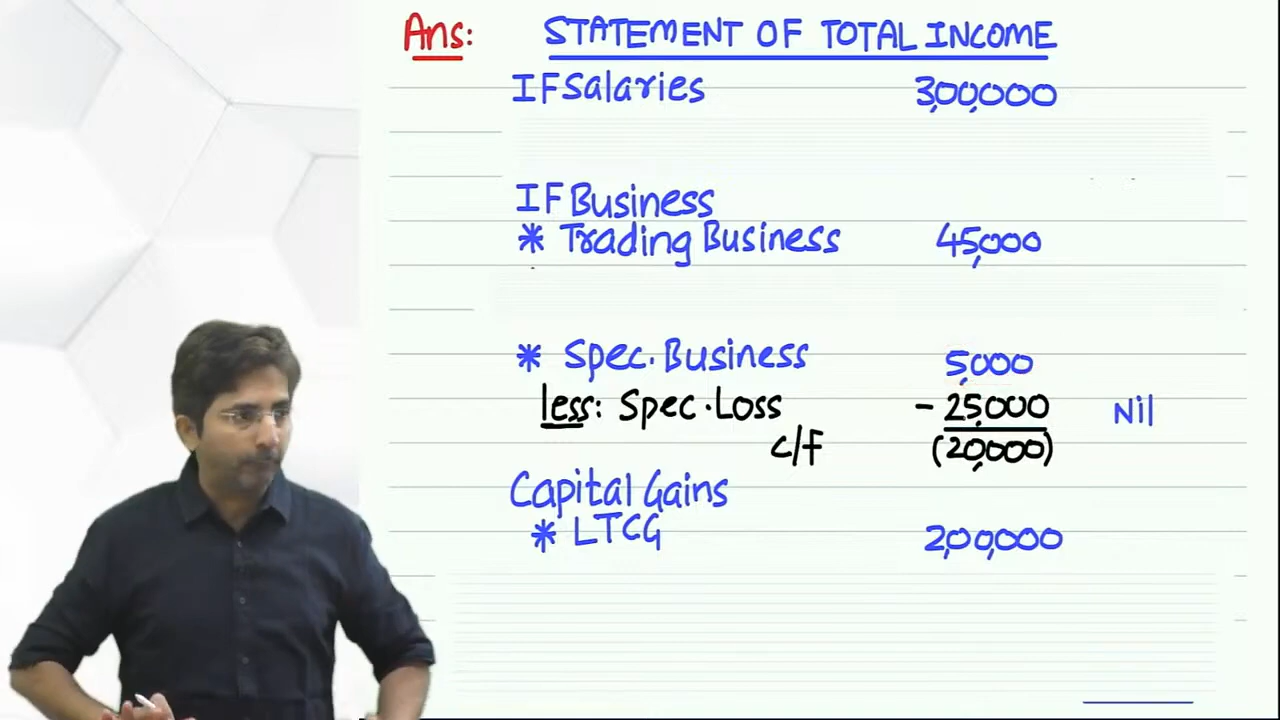 Ans: STATEMENT OF TOTAL INCOME
IF Salaries 3,00,000
IF Business
* Trading Business 45,000
* Spec. Business 5,000
less: Spec. Loss - 25,000 Nil
c/f (20,000)
Capital Gains
* LTCG 2,00,000